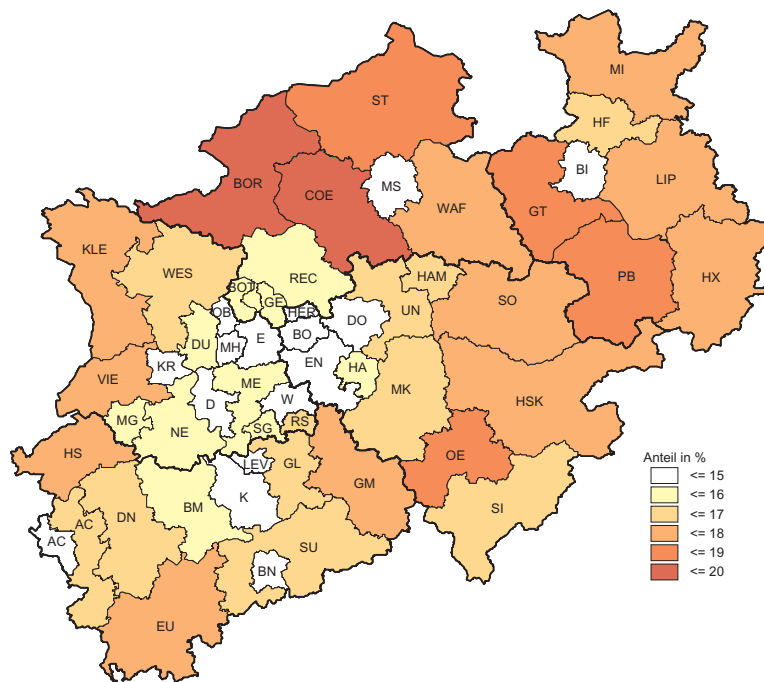 MI
ST
HF
BI
LIP
MS
BOR
COE
WAF
GT
KLE
WES
REC
HAM
PB
HX
BOT
GE
SO
OB
HER
DO
UN
DU
MH
E
BO
EN
KR
HA
VIE
ME
MK
D
W
HSK
MG
NE
SG
RS
HS
LEV
GL
OE
K
GM
BM
SI
DN
AC
AC
SU
BN
EU
Anteil in %
<= 15
<= 16
<= 17
<= 18
<= 19
<= 20